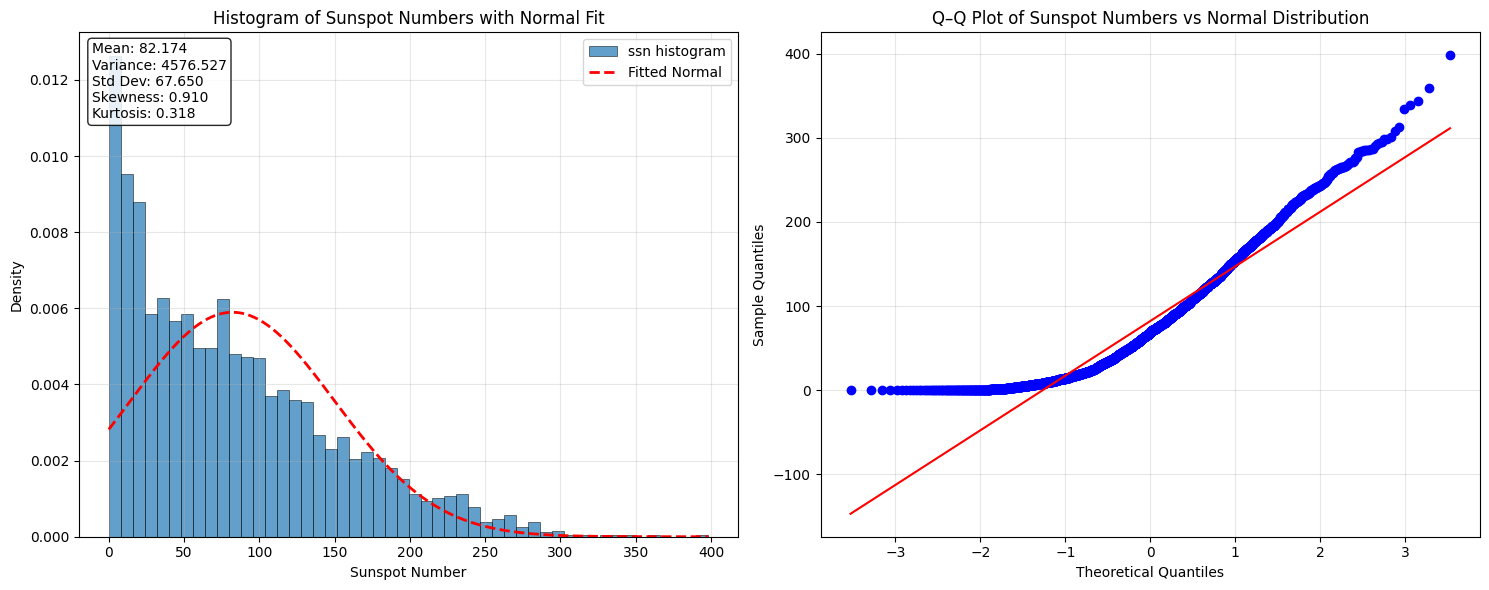 Histogram of Sunspot Numbers with Normal Fit
Mean: 82.174
Variance: 4576.527
Std Dev: 67.650
Skewness: 0.910
Kurtosis: 0.318
ssn histogram
Fitted Normal
0.012
0.010
0.008
0.006
0.004
0.002
0.000
Density
0 50 100 150 200 250 300 350 400
Sunspot Number
Q–Q Plot of Sunspot Numbers vs Normal Distribution
400
300
200
100
0
−100
Sample Quantiles
−3 −2 −1 0 1 2 3
Theoretical Quantiles